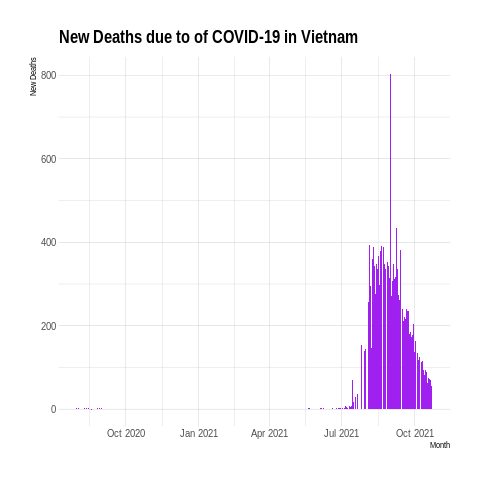 New Deaths due to of COVID-19 in Vietnam
New Deaths
800
600
400
200
0
Oct 2020 Jan 2021 Apr 2021 Jul 2021 Oct 2021
Month